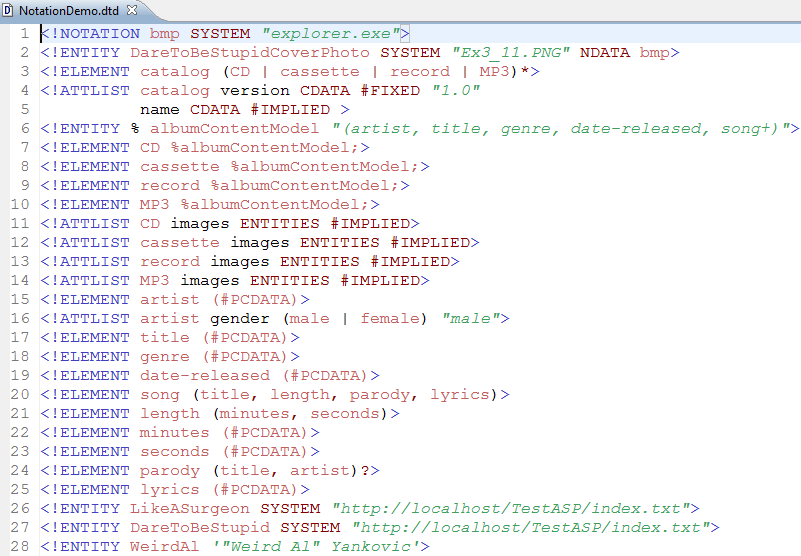 NotationDemo.dtd
1 <!NOTATION bmp SYSTEM "explorer.exe">
2 <!ENTITY DareToBeStupidCoverPhoto SYSTEM "Ex3_11.PNG" NDATA bmp>
3 <!ELEMENT catalog (CD | cassette | record | MP3)*>
4 <!ATTLIST catalog version CDATA #FIXED "1.0"
5           name CDATA #IMPLIED >
6 <!ENTITY % albumContentModel "(artist, title, genre, date-released, song+)">
7 <!ELEMENT CD %albumContentModel;>
8 <!ELEMENT cassette %albumContentModel;>
9 <!ELEMENT record %albumContentModel;>
10 <!ELEMENT MP3 %albumContentModel;>
11 <!ATTLIST CD images ENTITIES #IMPLIED>
12 <!ATTLIST cassette images ENTITIES #IMPLIED>
13 <!ATTLIST record images ENTITIES #IMPLIED>
14 <!ATTLIST MP3 images ENTITIES #IMPLIED>
15 <!ELEMENT artist (#PCDATA)>
16 <!ATTLIST artist gender (male | female) "male">
17 <!ELEMENT title (#PCDATA)>
18 <!ELEMENT genre (#PCDATA)>
19 <!ELEMENT date-released (#PCDATA)>
20 <!ELEMENT song (title, length, parody, lyrics)>
21 <!ELEMENT length (minutes, seconds)>
22 <!ELEMENT minutes (#PCDATA)>
23 <!ELEMENT seconds (#PCDATA)>
24 <!ELEMENT parody (title, artist)?>
25 <!ELEMENT lyrics (#PCDATA)>
26 <!ENTITY LikeASurgeon SYSTEM "http://localhost/TestASP/index.txt">
27 <!ENTITY DareToBeStupid SYSTEM "http://localhost/TestASP/index.txt">
28 <!ENTITY WeirdAl '"Weird Al" Yankovic'>